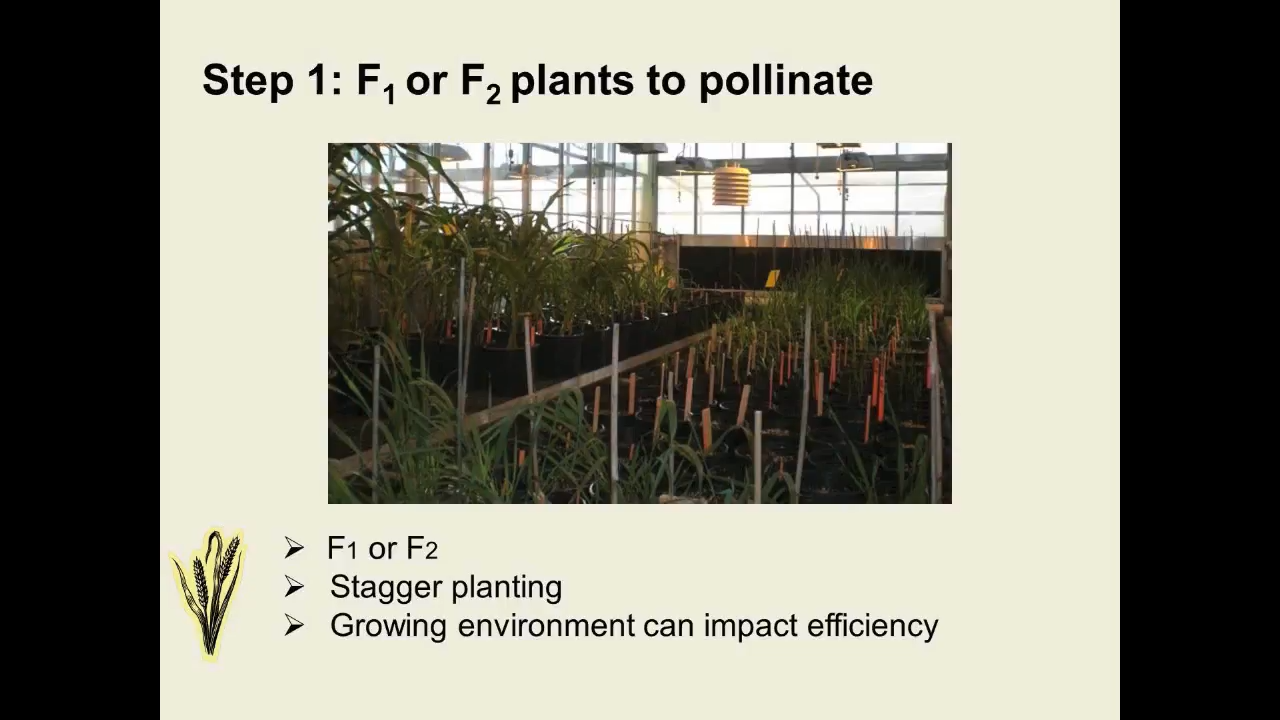 Step 1: F₁ or F₂ plants to pollinate
➢ F1 or F2
➢ Stagger planting
➢ Growing environment can impact efficiency